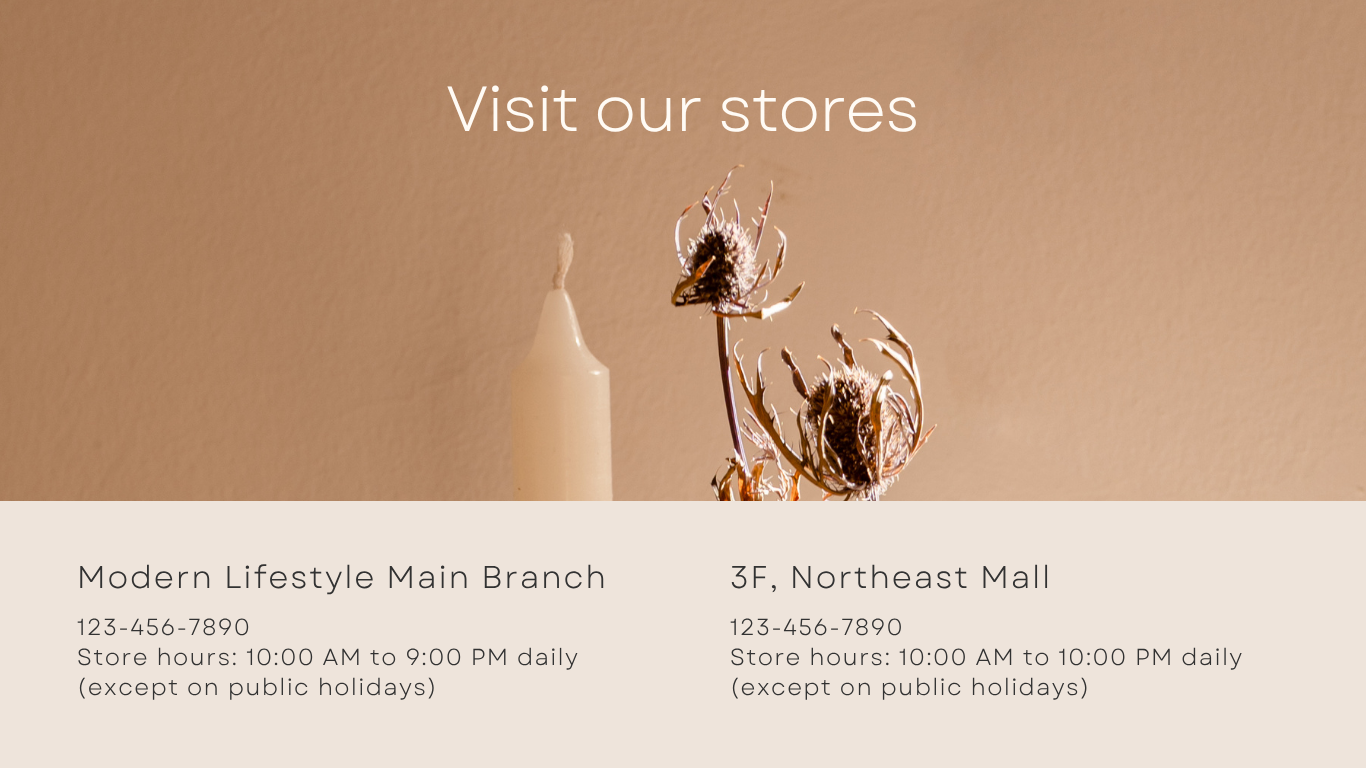 Visit our stores
Modern Lifestyle Main Branch
123-456-7890
Store hours: 10:00 AM to 9:00 PM daily
(except on public holidays)
3F, Northeast Mall
123-456-7890
Store hours: 10:00 AM to 10:00 PM daily
(except on public holidays)